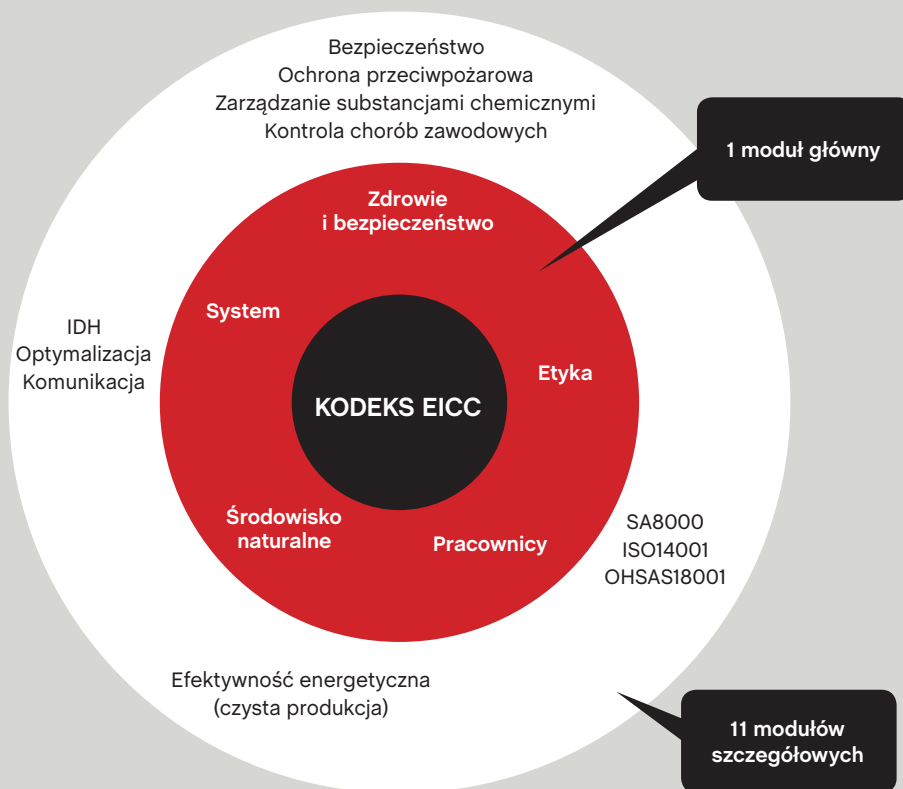 Bezpieczeństwo
Ochrona przeciwpożarowa
Zarządzanie substancjami chemicznymi
Kontrola chorób zawodowych
1 moduł główny
Zdrowie
i bezpieczeństwo
System
IDH
Optymalizacja
Komunikacja
Etyka
KODEKS EICC
Środowisko
naturalne
Pracownicy
SA8000
ISO14001
OHSAS18001
Efektywność energetyczna
(czysta produkcja)
11 modułów
szczegółowych